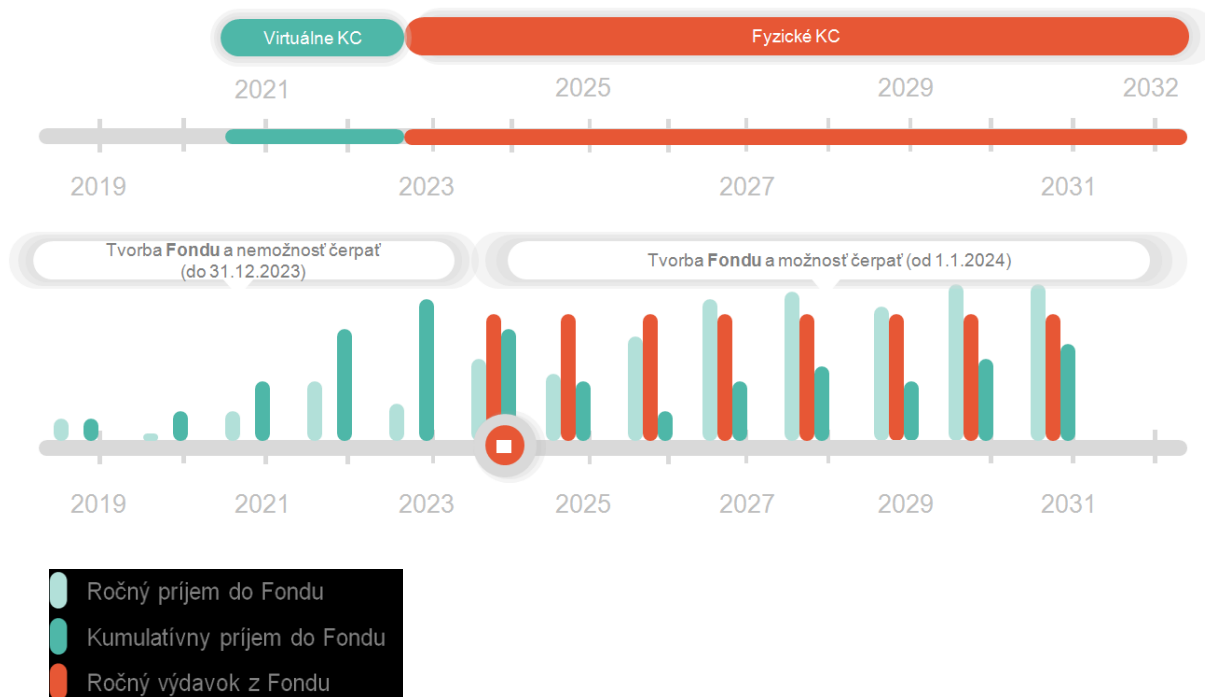 Virtuálne KC
Fyzické KC
2021
2025
2029
2032
2019
2023
2027
2031
Tvorba Fondu a nemožnosť čerpať
(do 31.12.2023)
Tvorba Fondu a možnosť čerpať (od 1.1.2024)
2019
2021
2023
2025
2027
2029
2031
Ročný príjem do Fondu
Kumulatívny príjem do Fondu
Ročný výdavok z Fondu